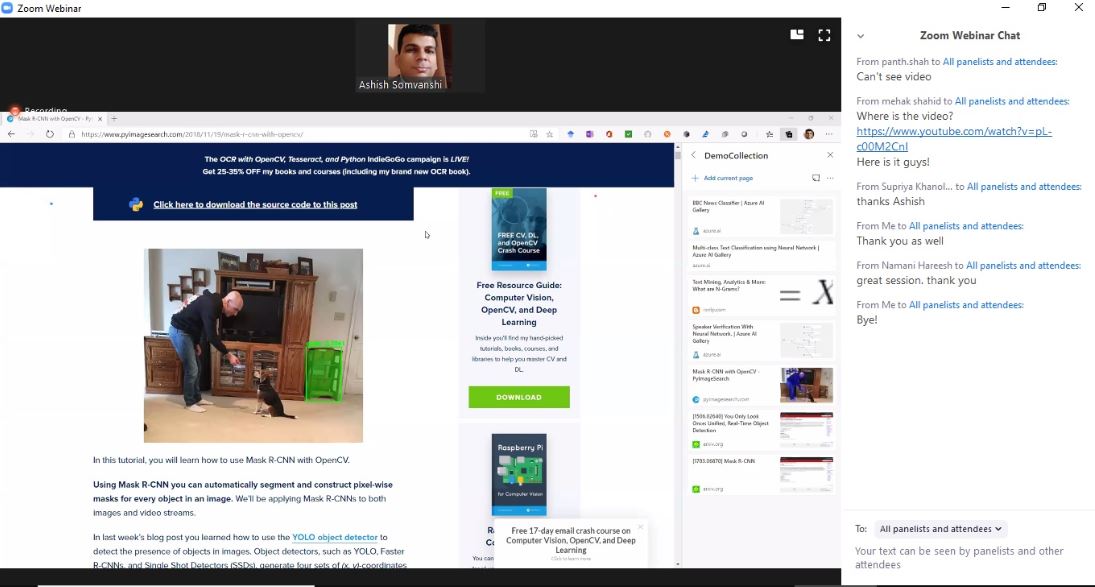 Zoom Webinar
Ashish Somvanshi
Recording
Mask R-CNN with OpenCV - Py
https://www.pyimagesearch.com/2018/11/19/mask-r-cnn-with-opencv/
The OCR with OpenCV, Tesseract, and Python IndieGoGo campaign is LIVE!
Get 25-35% OFF my books and courses (including my brand new OCR book).
Click here to download the source code to this post
In this tutorial, you will learn how to use Mask R-CNN with OpenCV.
Using Mask R-CNN you can automatically segment and construct pixel-wise
masks for every object in an image. We'll be applying Mask R-CNNs to both
images and video streams.
In last week's blog post you learned how to use the YOLO object detector to
detect the presence of objects in images. Object detectors, such as YOLO, Faster
R-CNNs, and Single Shot Detectors (SSDs), generate four sets of (x, y)-coordinates
FREE
FREE CV, DL,
and OpenCV
Crash Course
Free Resource Guide:
Computer Vision,
OpenCV, and Deep
Learning
Inside you'll find my hand-picked
tutorials, books, courses, and
libraries to help you master CV and
DL.
DOWNLOAD
Raspberry Pi
for Computer Vision
You can
Free 17-day email crash course on
Computer Vision, OpenCV, and Deep
Learning
Click to learn more
DemoCollection
Add current page
BBC News Classifier | Azure AI
Gallery
azure.ai
Multi-class Text Classification using Neural Network |
Azure AI Gallery
azure.ai
Text Mining, Analytics & More:
What are N-Grams?
= X
Speaker Verification With
Neural Network. | Azure AI
Gallery
azure.ai
Mask R-CNN with OpenCV -
PyImageSearch
pyimagesearch.com
[1506.02640] You Only Look
Once: Unified, Real-Time Object
Detection
arxiv.org
[1703.06870] Mask R-CNN
arxiv.org
Zoom Webinar Chat
From panth.shah to All panelists and attendees:
Can't see video
From mehak shahid to All panelists and attendees:
Where is the video?
https://www.youtube.com/watch?v=pL-
c00M2CnI
Here is it guys!
From Supriya Khanol... to All panelists and attendees:
thanks Ashish
From Me to All panelists and attendees:
Thank you as well
From Namani Hareesh to All panelists and attendees:
great session. thank you
From Me to All panelists and attendees:
Bye!
To: All panelists and attendees
Your text can be seen by panelists and other
attendees